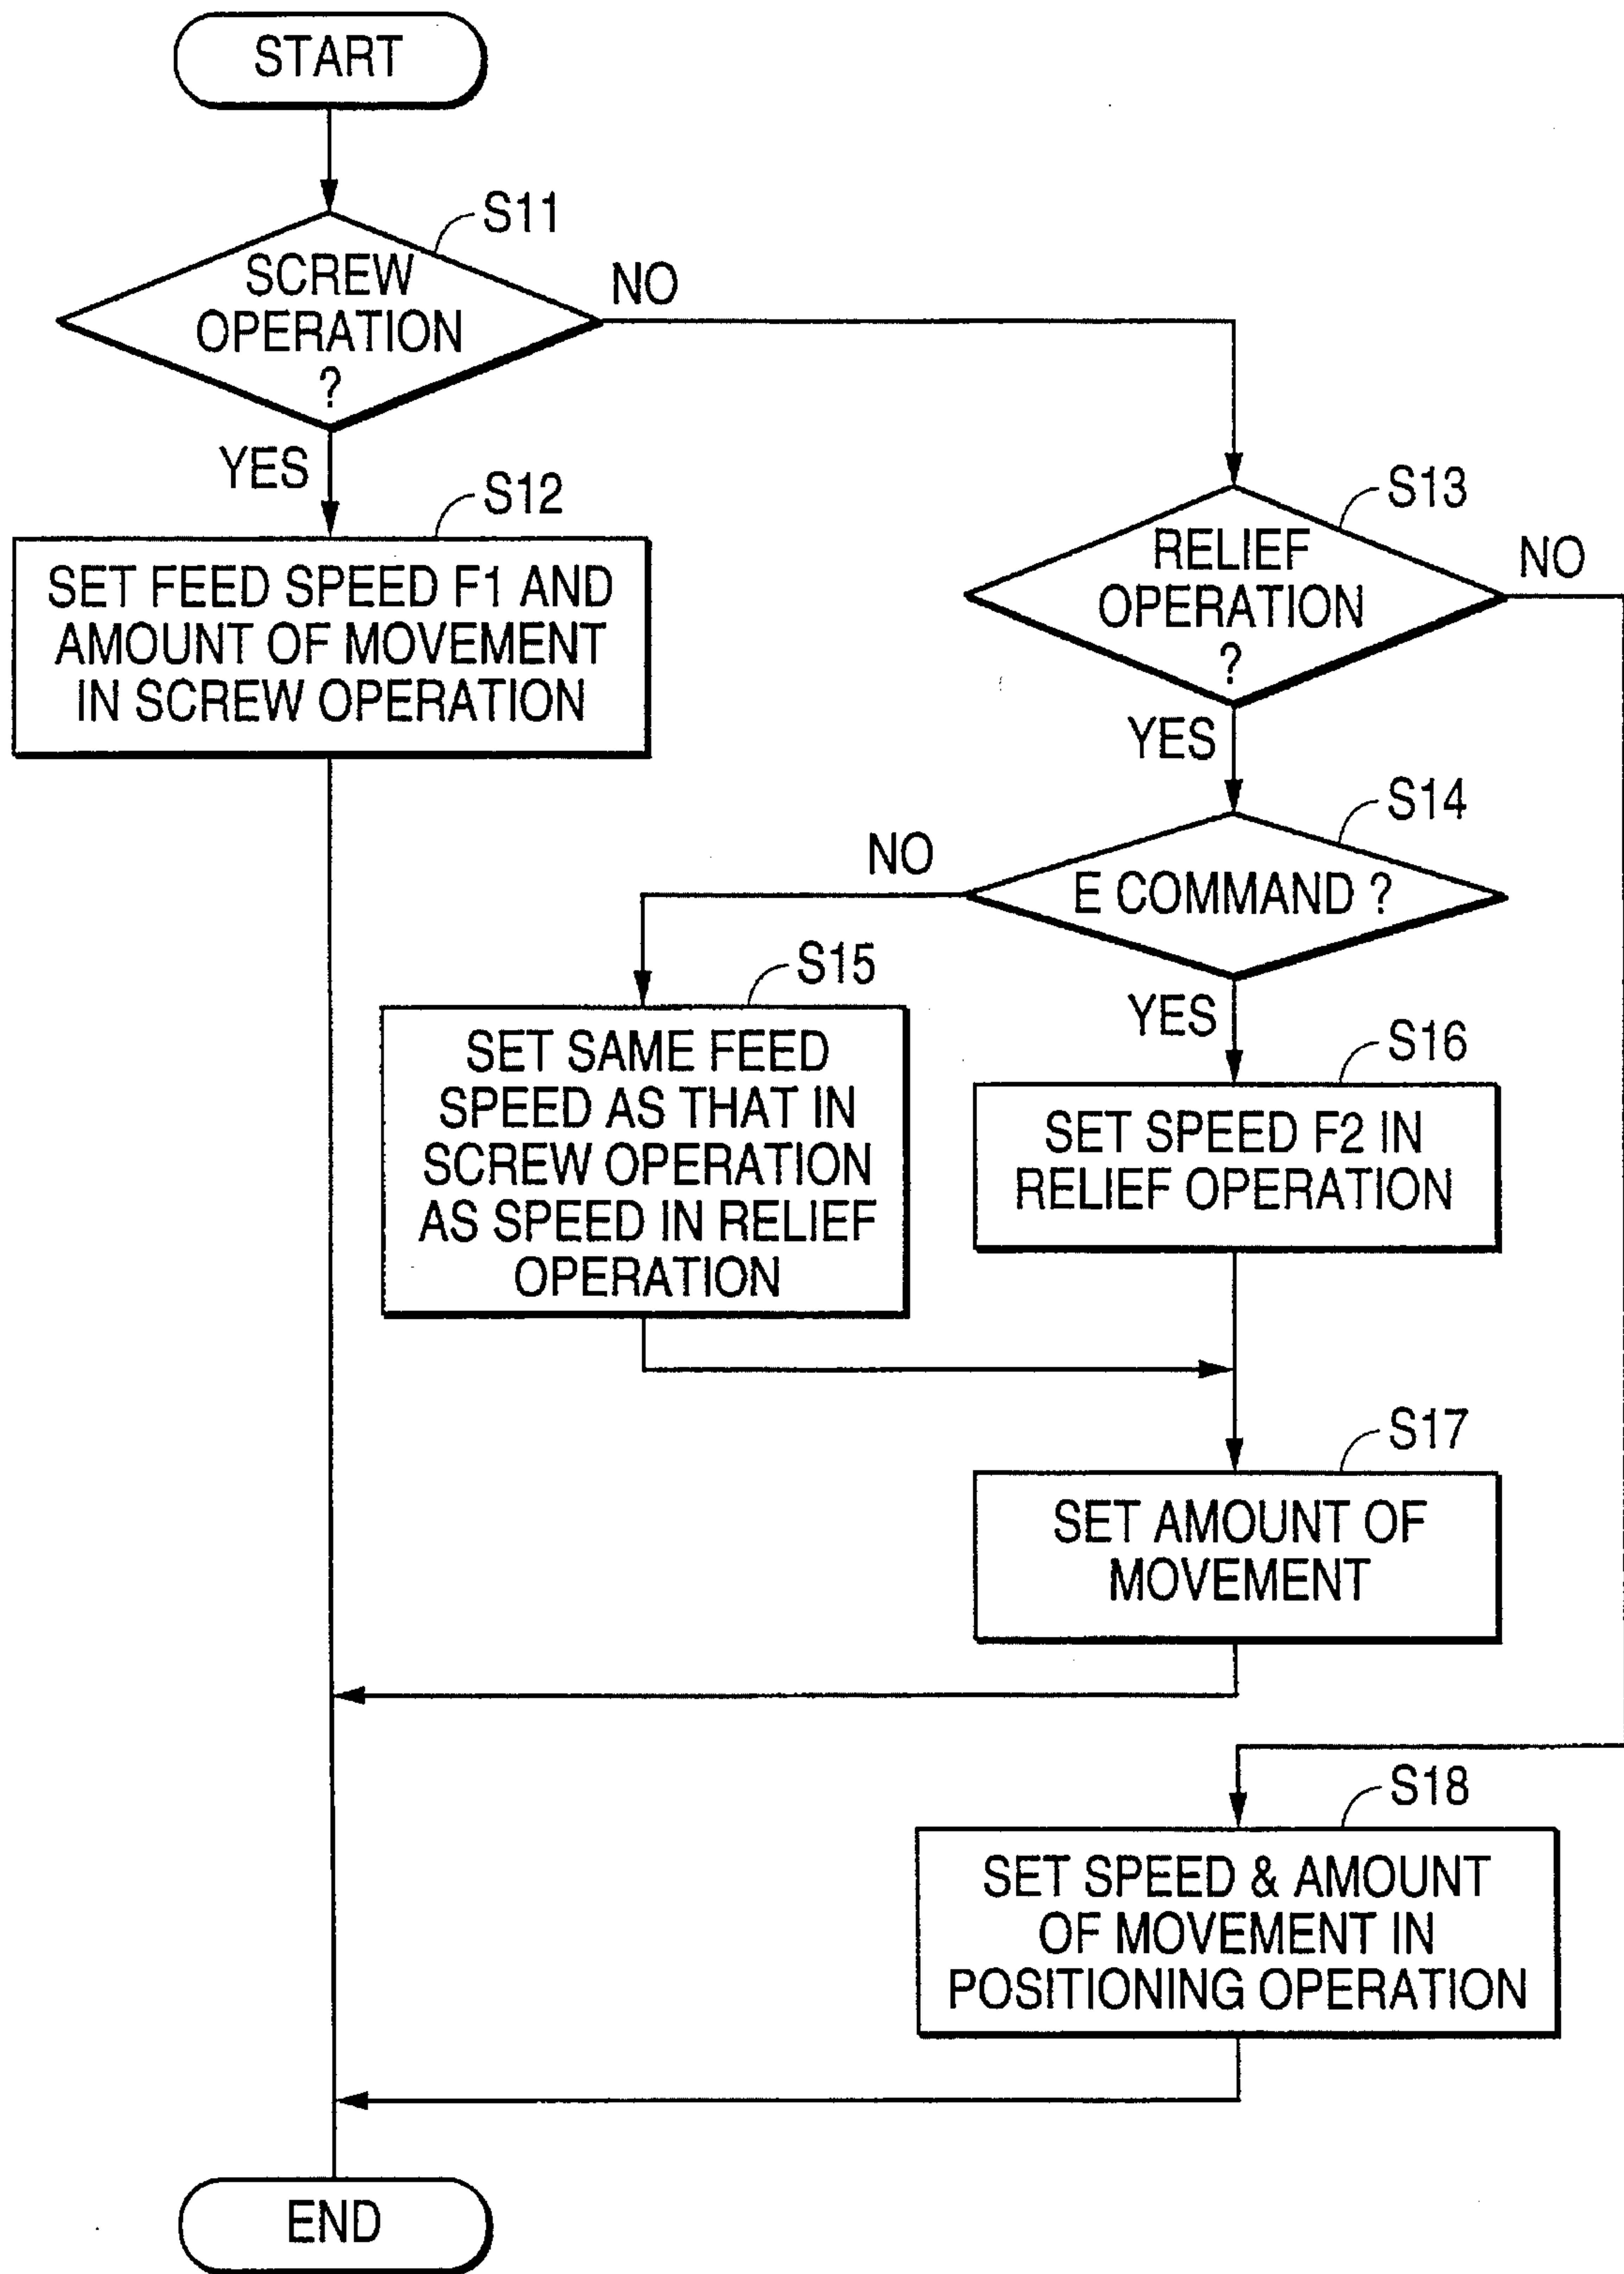 START
S11
SCREW
OPERATION
?
NO
YES
S12
SET FEED SPEED F1 AND
AMOUNT OF MOVEMENT
IN SCREW OPERATION
S13
RELIEF
OPERATION
?
NO
YES
S14
E COMMAND ?
NO
YES
S15
SET SAME FEED
SPEED AS THAT IN
SCREW OPERATION
AS SPEED IN RELIEF
OPERATION
S16
SET SPEED F2 IN
RELIEF OPERATION
S17
SET AMOUNT OF
MOVEMENT
S18
SET SPEED & AMOUNT
OF MOVEMENT IN
POSITIONING OPERATION
END